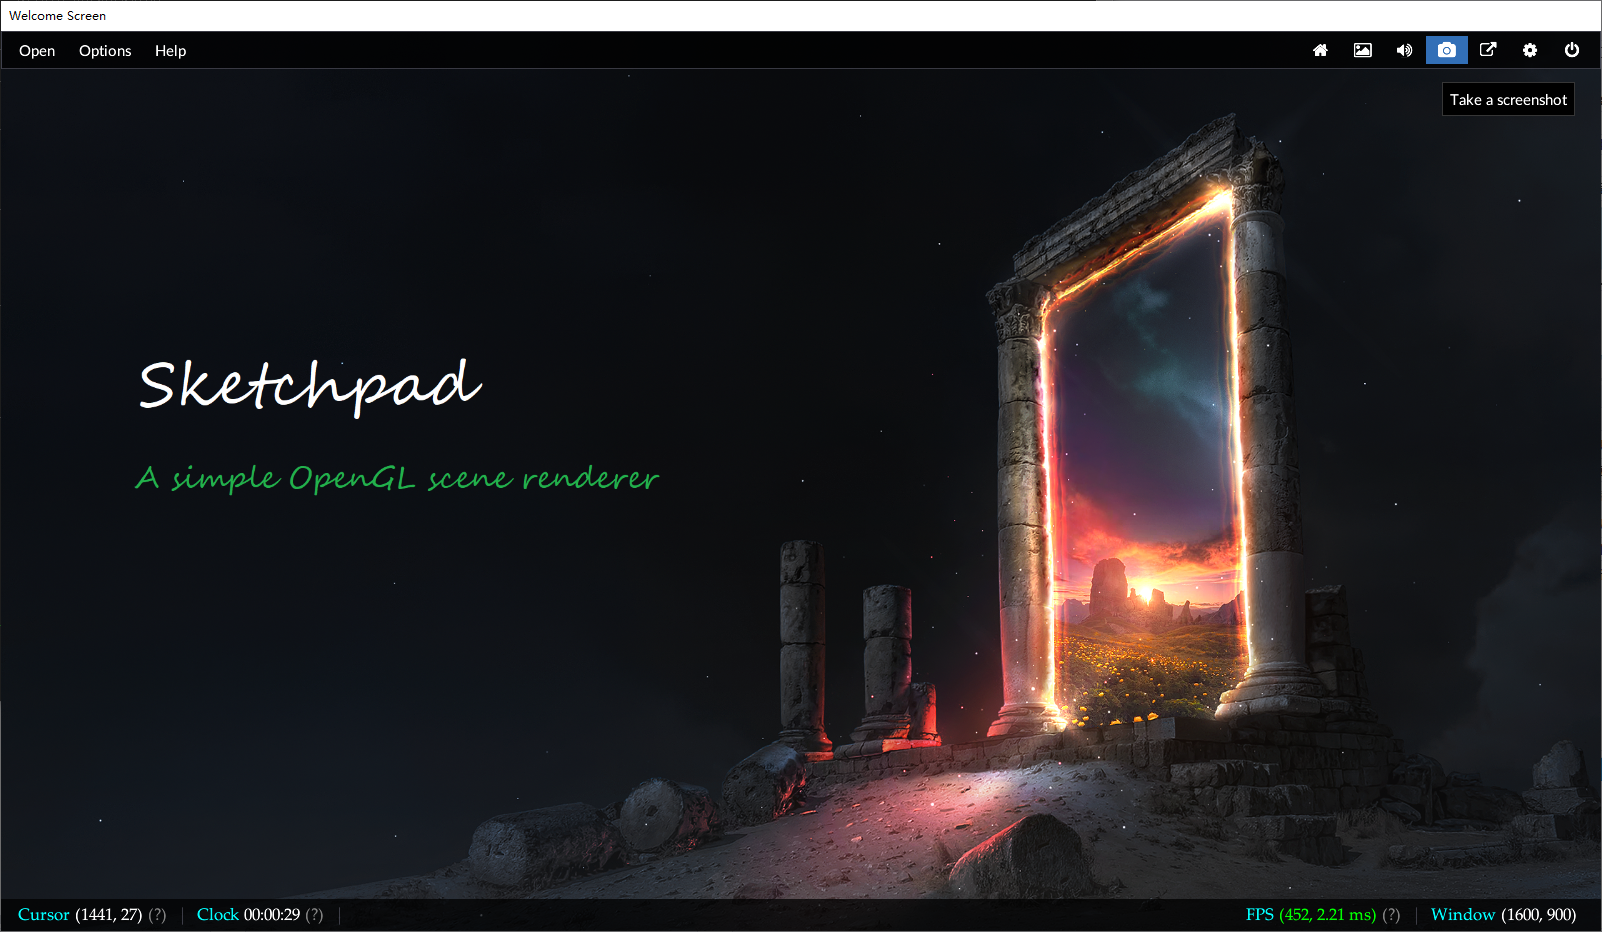 Welcome Screen
Open Options Help
Take a screenshot
Sketchpad
A simple OpenGL scene renderer
Cursor (1441, 27) (?) | Clock 00:00:29 (?) | FPS (452, 2.21 ms) (?) | Window (1600, 900)